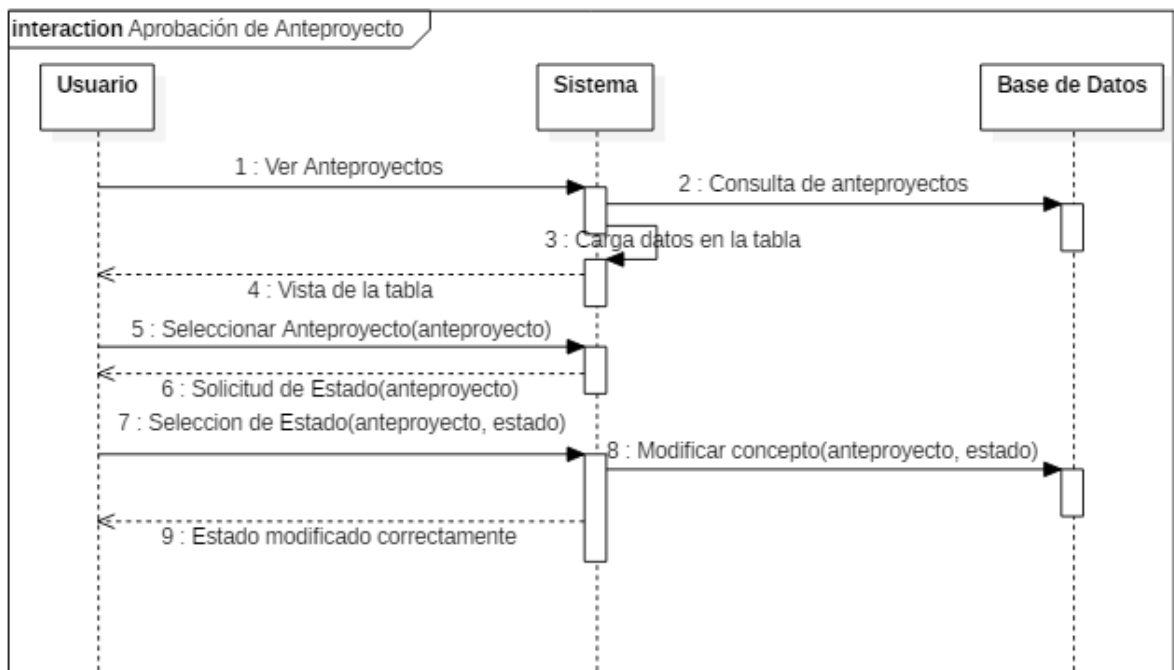 interaction Aprobación de Anteproyecto
Usuario
Sistema
Base de Datos
1 : Ver Anteproyectos
2 : Consulta de anteproyectos
3 : Carga datos en la tabla
4 : Vista de la tabla
5 : Seleccionar Anteproyecto(anteproyecto)
6 : Solicitud de Estado(anteproyecto)
7 : Seleccion de Estado(anteproyecto, estado)
8 : Modificar concepto(anteproyecto, estado)
9 : Estado modificado correctamente